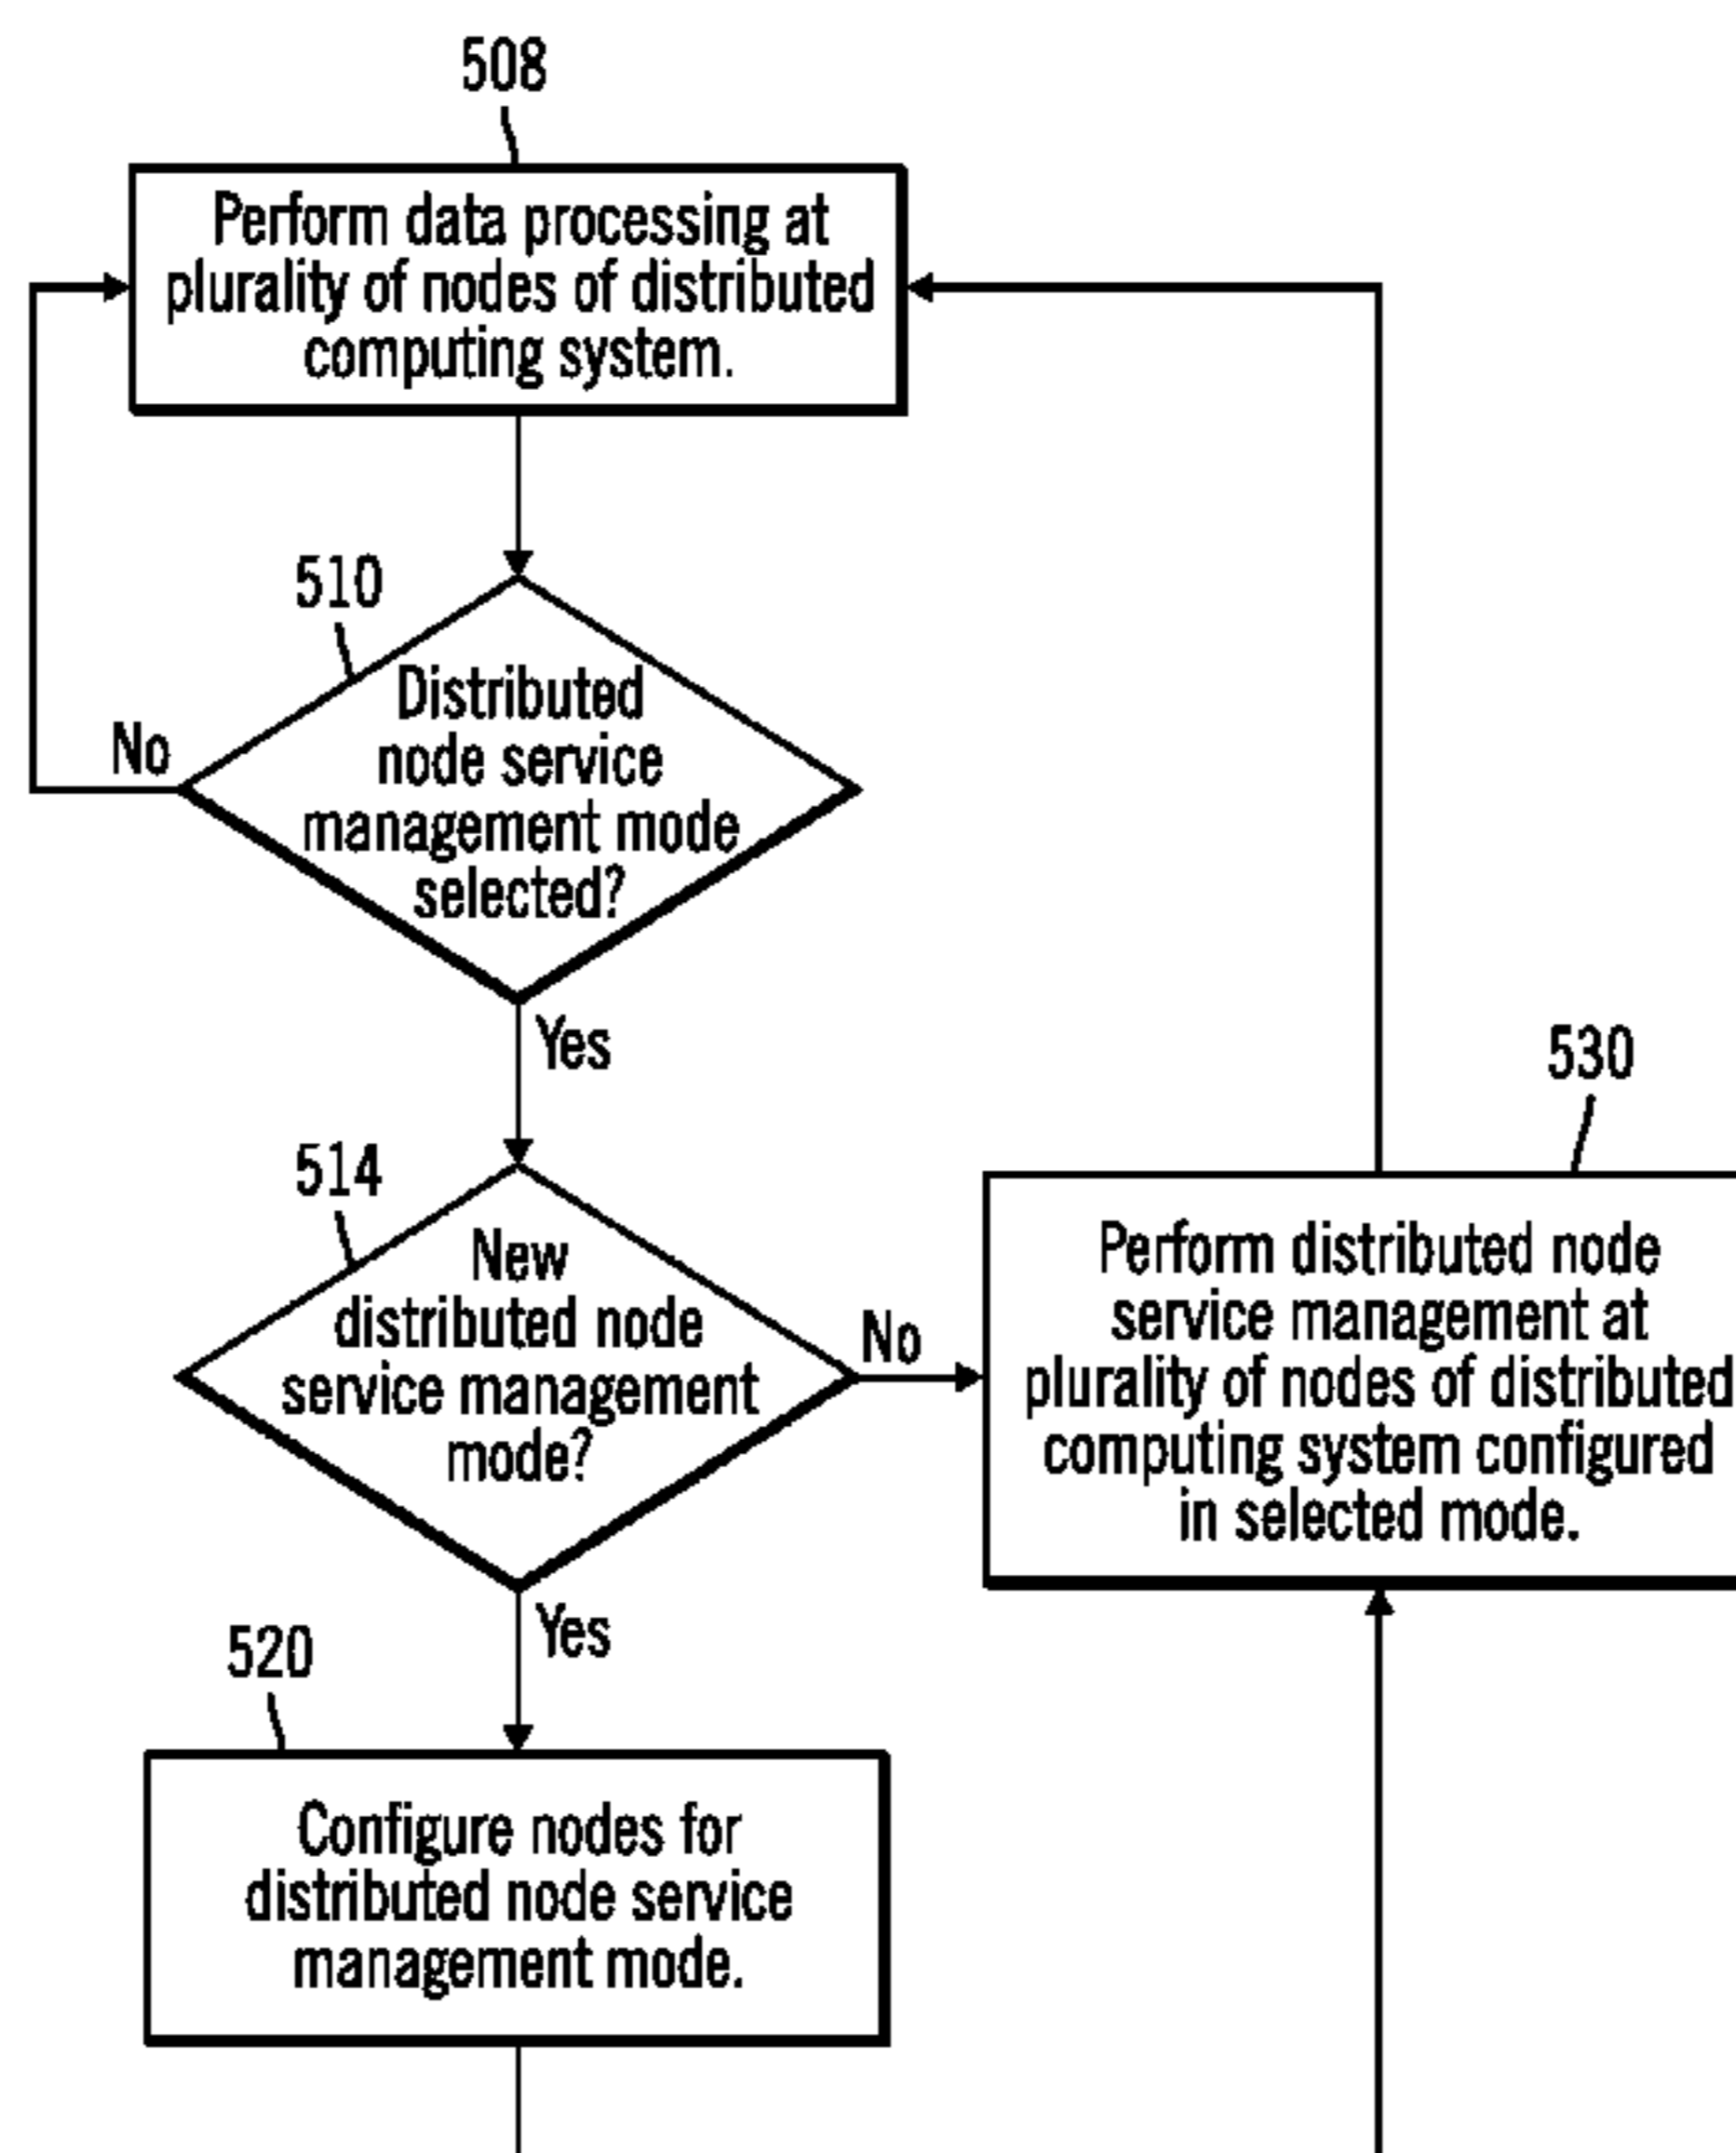 508
Perform data processing at
plurality of nodes of distributed
computing system.
510
Distributed
node service
management mode
selected?
No
Yes
530
514
New
distributed node
service management
mode?
No
Perform distributed node
service management at
plurality of nodes of distributed
computing system configured
in selected mode.
Yes
520
Configure nodes for
distributed node service
management mode.